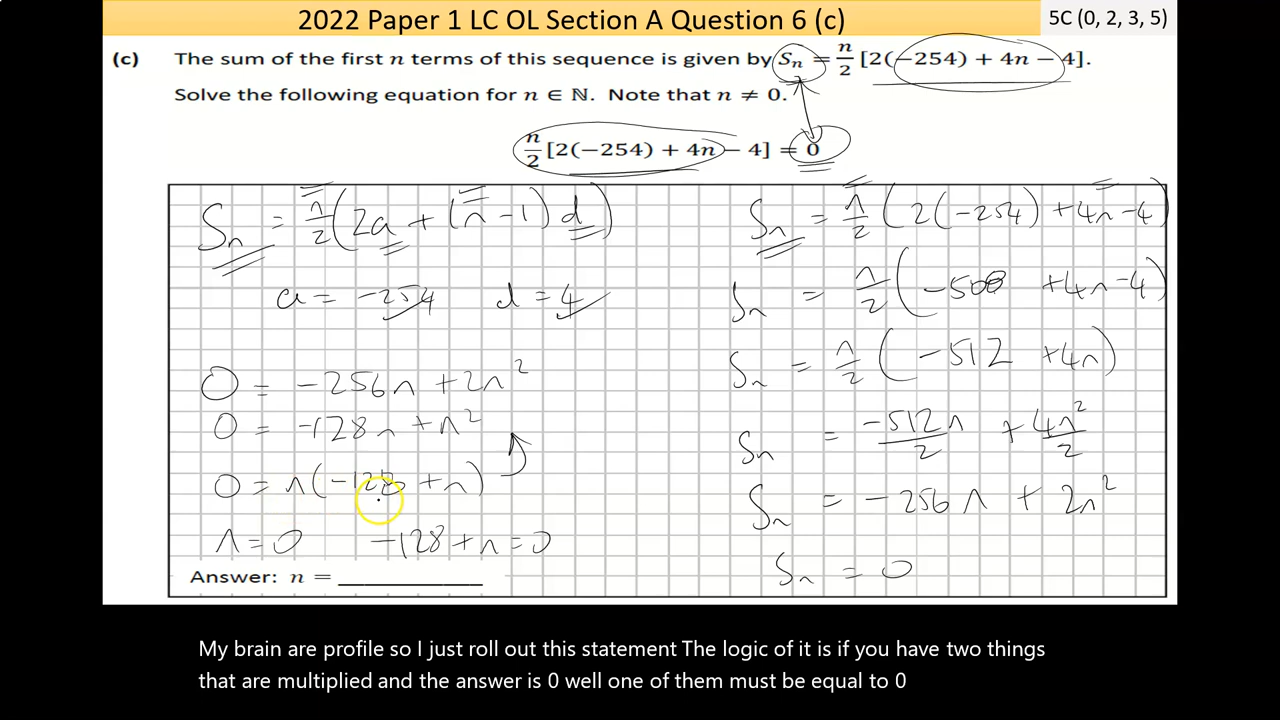 2022 Paper 1 LC OL Section A Question 6 (c)
5C (0, 2, 3, 5)
(c) The sum of the first n terms of this sequence is given by Sₙ = n/2 [2(−254) + 4n − 4].
Solve the following equation for n ∈ ℕ. Note that n ≠ 0.
n/2 [2(−254) + 4n − 4] = 0
Sn = n/2 (2a + (n − 1) d)
a = −254 d = 4
0 = −256n + 2n²
0 = −128n + n²
0 = n(−128 + n)
n = 0 −128 + n = 0
Sn = n/2 (2(−254) + 4n − 4)
Sn = n/2 (−508 + 4n − 4)
Sn = n/2 (−512 + 4n)
Sn = −512n/2 + 4n²/2
Sn = −256n + 2n²
Sn = 0
Answer: n = ____________
My brain are profile so I just roll out this statement The logic of it is if you have two things
that are multiplied and the answer is 0 well one of them must be equal to 0